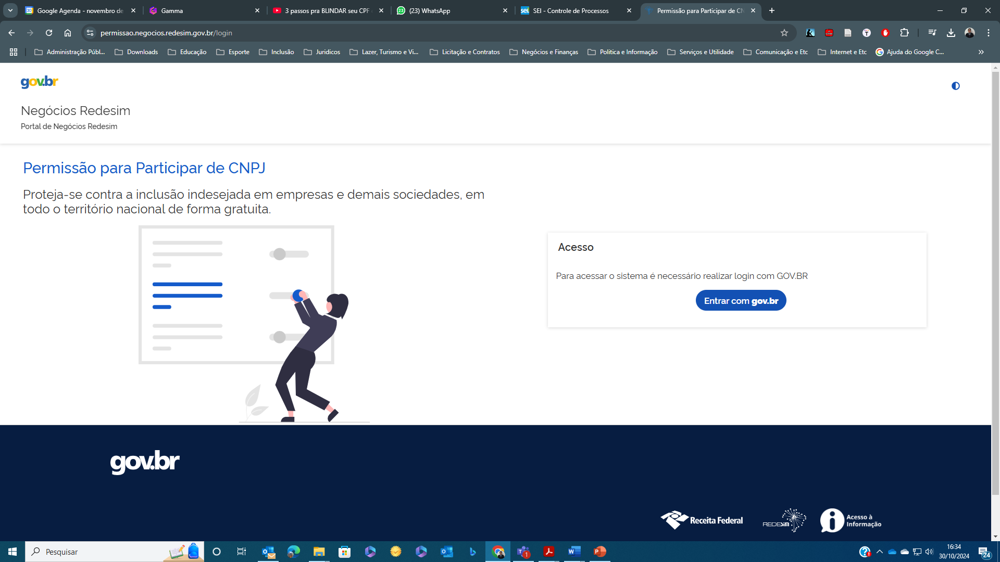 Google Agenda - novembro de
Gamma
3 passos pra BLINDAR seu CPF
(23) WhatsApp
SEI - Controle de Processos
Permissão para Participar de CN
permissao.negocios.redesim.gov.br/login
Administração Públ...
Downloads
Educação
Esporte
Inclusão
Juridicos
Lazer, Turismo e Vi...
Licitação e Contratos
Negócios e Finanças
Politica e Informação
Serviços e Utilidade
Comunicação e Etc
Internet e Etc
Ajuda do Google C...
gov.br
Negócios Redesim
Portal de Negócios Redesim
Permissão para Participar de CNPJ
Proteja-se contra a inclusão indesejada em empresas e demais sociedades, em
todo o território nacional de forma gratuita.
Acesso
Para acessar o sistema é necessário realizar login com GOV.BR
Entrar com gov.br
gov.br
Receita Federal
REDESIM
Acesso à
Informação
Pesquisar
16:34
30/10/2024
24